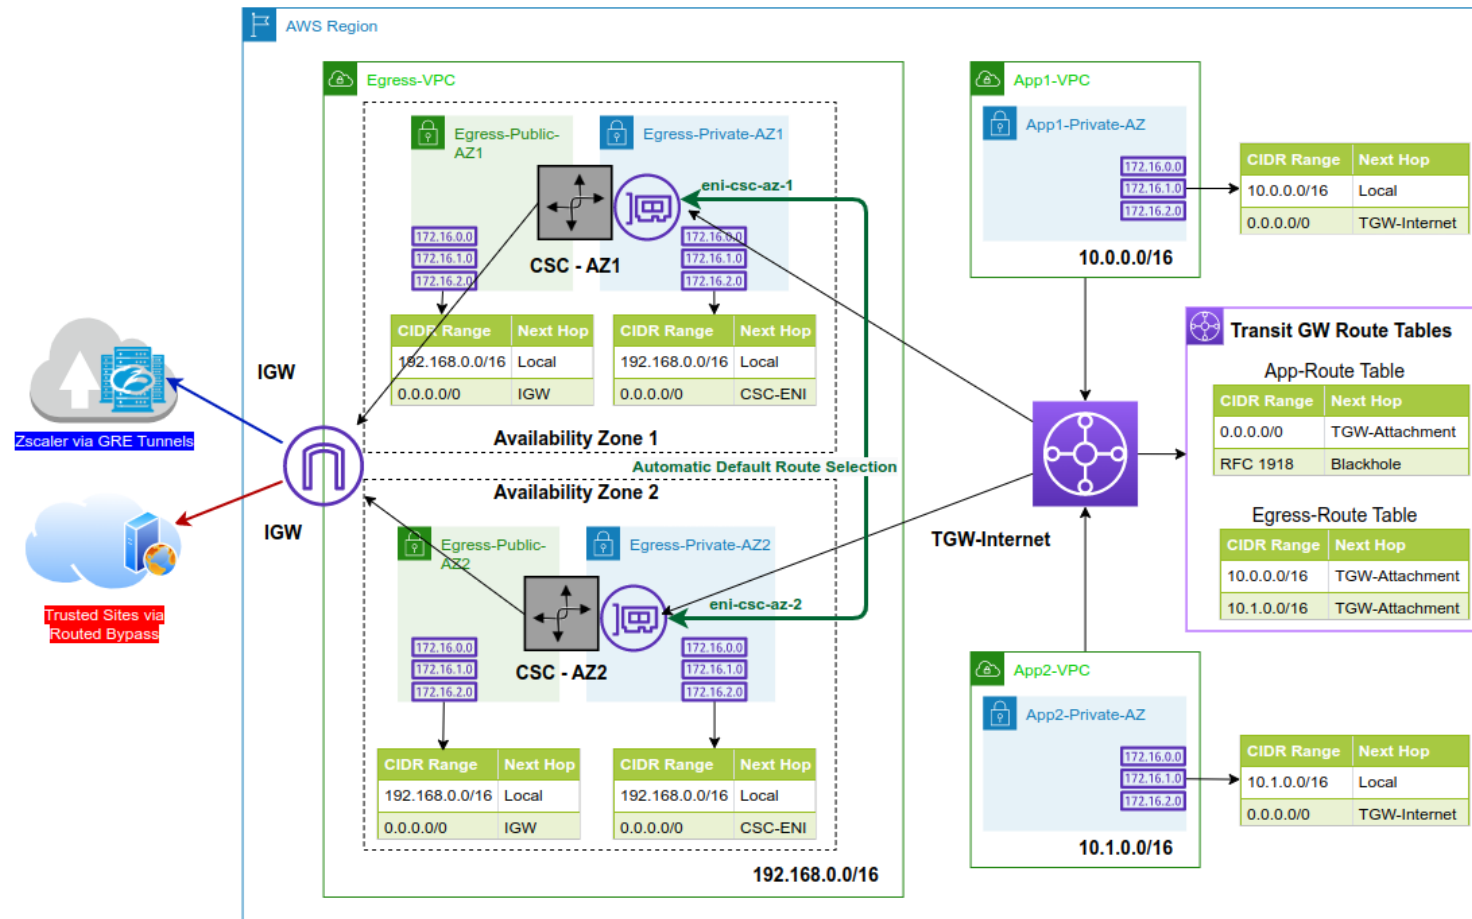 AWS Region
Egress-VPC
Egress-Public-
AZ1
Egress-Private-AZ1
eni-csc-az-1
172.16.0.0
172.16.1.0
172.16.2.0
CSC - AZ1
172.16.0.0
172.16.1.0
172.16.2.0
CIDR Range Next Hop
192.168.0.0/16 Local
0.0.0.0/0 IGW
CIDR Range Next Hop
192.168.0.0/16 Local
0.0.0.0/0 CSC-ENI
Availability Zone 1
Automatic Default Route Selection
Availability Zone 2
Egress-Public-
AZ2
Egress-Private-AZ2
eni-csc-az-2
172.16.0.0
172.16.1.0
172.16.2.0
CSC - AZ2
172.16.0.0
172.16.1.0
172.16.2.0
CIDR Range Next Hop
192.168.0.0/16 Local
0.0.0.0/0 IGW
CIDR Range Next Hop
192.168.0.0/16 Local
0.0.0.0/0 CSC-ENI
192.168.0.0/16
IGW
IGW
Zscaler via GRE Tunnels
Trusted Sites via
Routed Bypass
App1-VPC
App1-Private-AZ
172.16.0.0
172.16.1.0
172.16.2.0
10.0.0.0/16
CIDR Range Next Hop
10.0.0.0/16 Local
0.0.0.0/0 TGW-Internet
TGW-Internet
Transit GW Route Tables
App-Route Table
CIDR Range Next Hop
0.0.0.0/0 TGW-Attachment
RFC 1918 Blackhole
Egress-Route Table
CIDR Range Next Hop
10.0.0.0/16 TGW-Attachment
10.1.0.0/16 TGW-Attachment
App2-VPC
App2-Private-AZ
172.16.0.0
172.16.1.0
172.16.2.0
10.1.0.0/16
CIDR Range Next Hop
10.1.0.0/16 Local
0.0.0.0/0 TGW-Internet